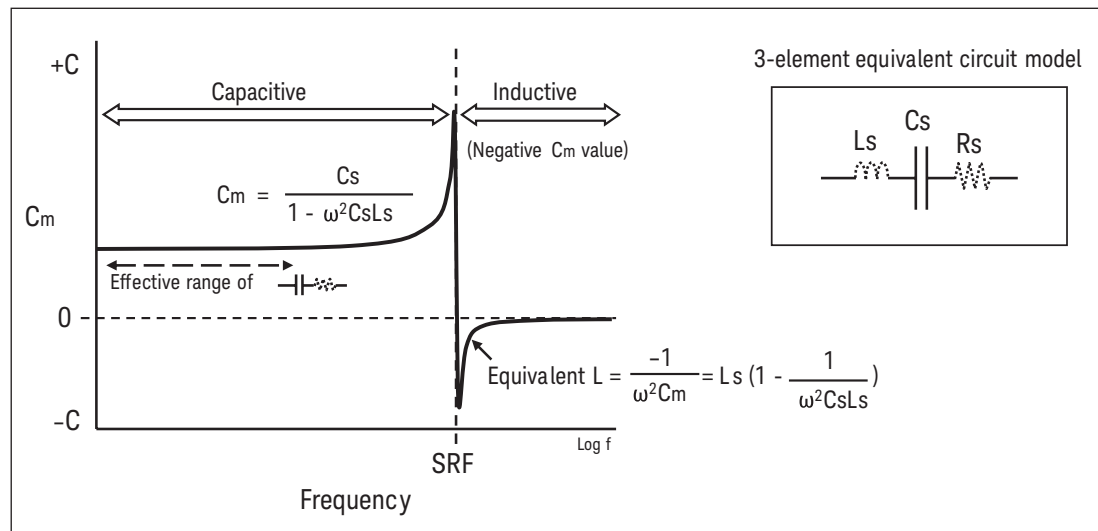 +C
Capacitive
Inductive
(Negative Cm value)
Cm = Cs / 1 - ω²CsLs
Cm
Effective range of
0
Equivalent L = −1 / ω²Cm = Ls (1 - 1 / ω²CsLs)
−C
Log f
SRF
Frequency
3-element equivalent circuit model
Cs
Ls
Rs